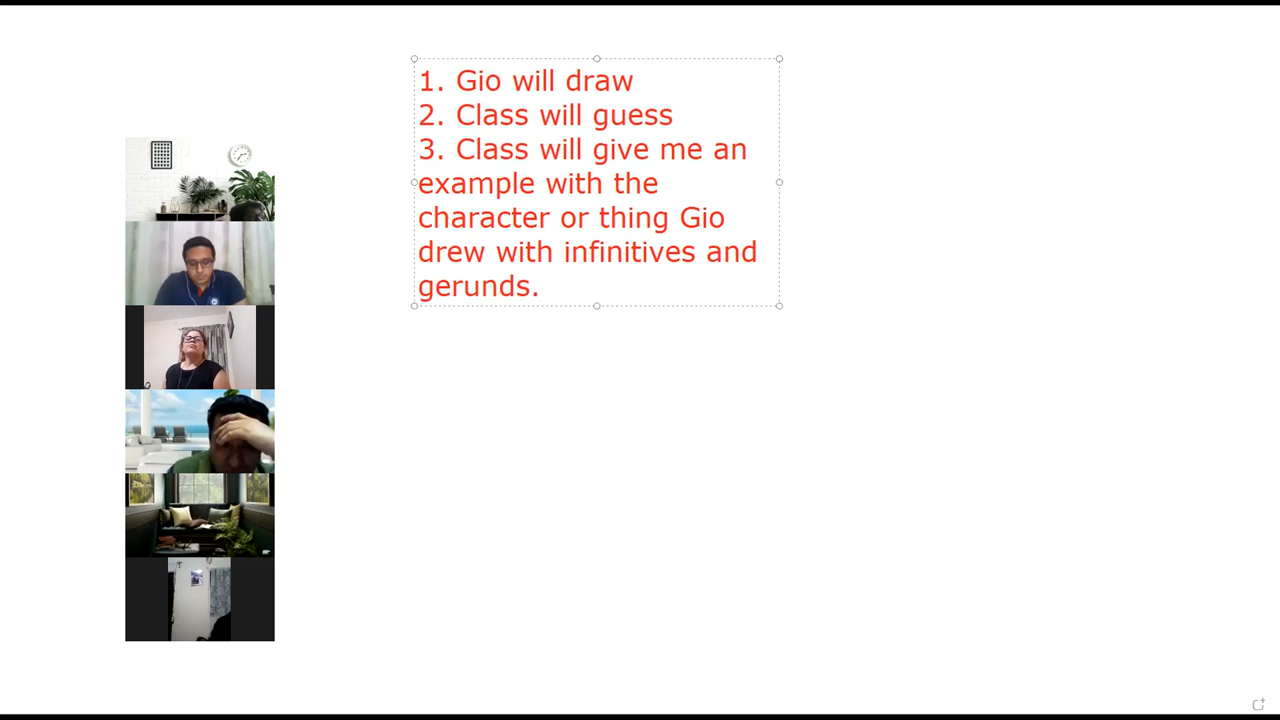 1. Gio will draw
2. Class will guess
3. Class will give me an
example with the
character or thing Gio
drew with infinitives and
gerunds.